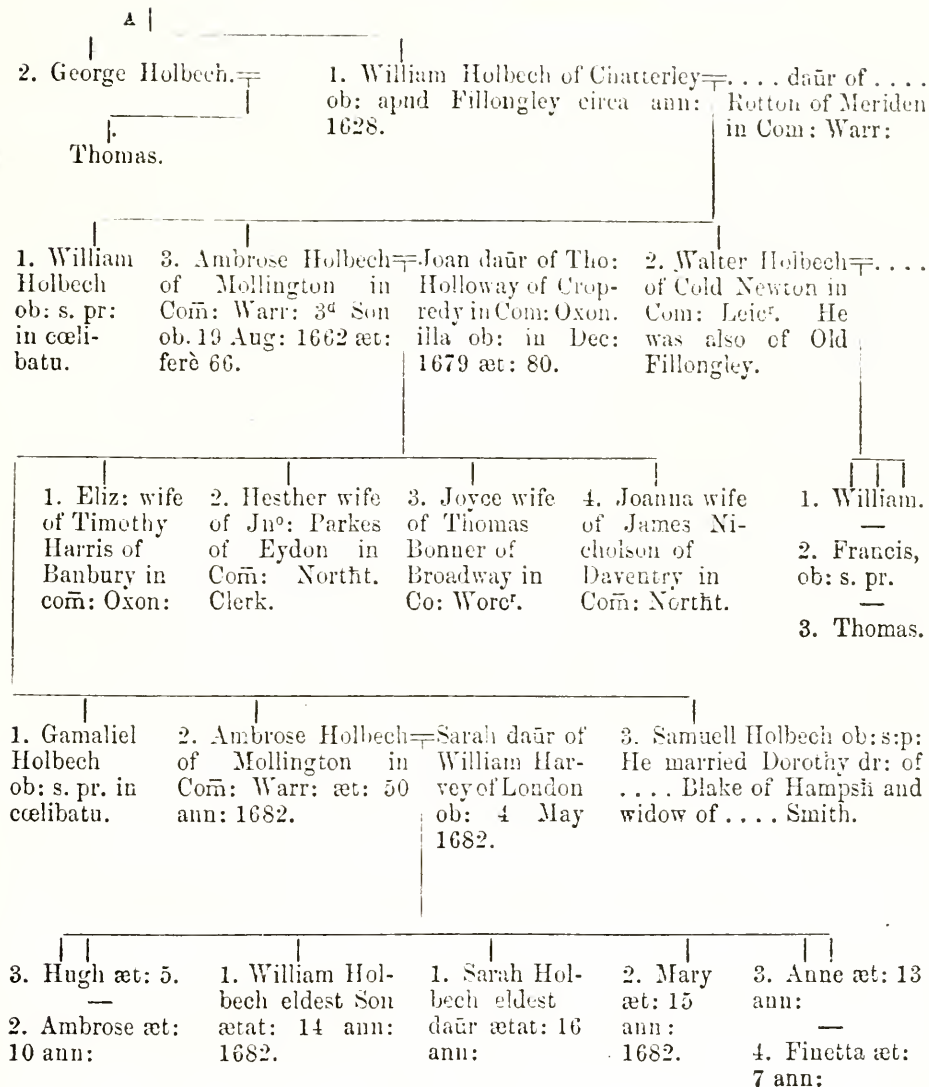 A
2. George Holbech.
1. William Holbech of Chatterley
ob: apnd Fillongley circa ann:
1628.
. . . . daūr of . . . .
Rotton of Meriden
in Com: Warr:
Thomas.
1. William
Holbech
ob: s. pr:
in cœli-
batu.
3. Ambrose Holbech
of Mollington in
Com̄: Warr: 3ᵈ Son
ob. 19 Aug: 1662 æt:
ferè 66.
Joan daūr of Tho:
Holloway of Crop-
redy in Com: Oxon.
illa ob: in Dec:
1679 æt: 80.
2. Walter Holbech . . . .
of Cold Newton in
Com: Leicʳ. He
was also of Old
Fillongley.
1. Eliz: wife
of Timothy
Harris of
Banbury in
com̄: Oxon:
2. Hesther wife
of Jnº: Parkes
of Eydon in
Com̄: Northt.
Clerk.
3. Joyce wife
of Thomas
Bonner of
Broadway in
Co: Worcʳ.
4. Joanna wife
of James Ni-
cholson of
Daventry in
Com̄: Northt.
1. William.
—
2. Francis,
ob: s. pr.
—
3. Thomas.
1. Gamaliel
Holbech
ob: s. pr. in
cœlibatu.
2. Ambrose Holbech
of Mollington in
Com̄: Warr: æt: 50
ann: 1682.
Sarah daūr of
William Har-
vey of London
ob: 4 May
1682.
3. Samuell Holbech ob: s: p:
He married Dorothy dr: of
. . . . Blake of Hampsh̄ and
widow of . . . . Smith.
3. Hugh æt: 5.
—
2. Ambrose æt:
10 ann:
1. William Hol-
bech eldest Son
ætat: 14 ann:
1682.
1. Sarah Hol-
bech eldest
daūr ætat: 16
ann:
2. Mary
æt: 15
ann:
1682.
3. Anne æt: 13
ann:
—
4. Finetta æt:
7 ann: